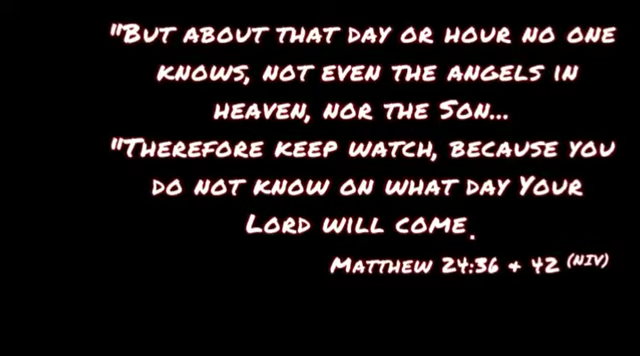 "But about that day or hour no one
knows, not even the angels in
heaven, nor the Son...
"Therefore keep watch, because you
do not know on what day Your
Lord will come.
Matthew 24:36 & 42 (NIV)